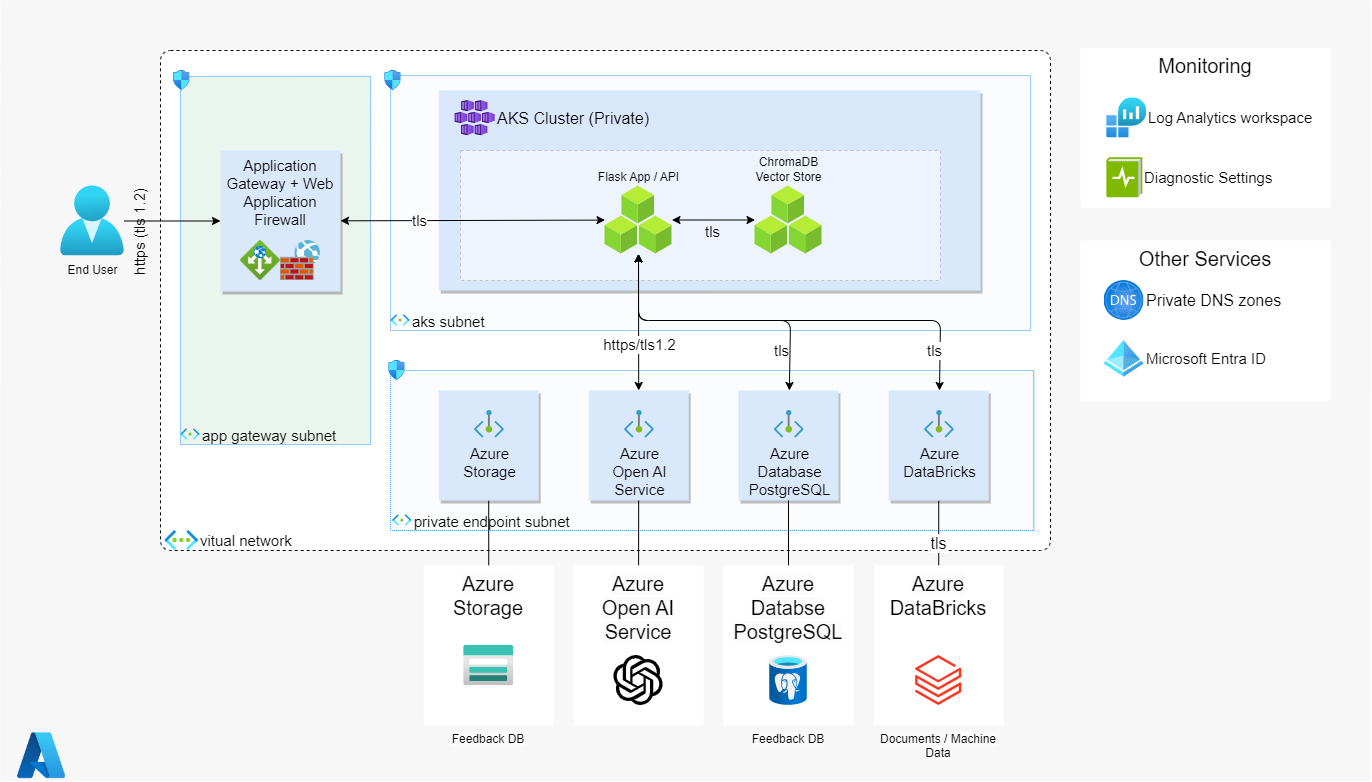 Monitoring
Log Analytics workspace
Diagnostic Settings
Other Services
DNS
Private DNS zones
Microsoft Entra ID
AKS Cluster (Private)
Flask App / API
ChromaDB
Vector Store
Application
Gateway + Web
Application
Firewall
End User
https (tls 1.2)
tls
tls
aks subnet
https/tls1.2
tls
tls
app gateway subnet
Azure
Storage
Azure
Open AI
Service
Azure
Database
PostgreSQL
Azure
DataBricks
private endpoint subnet
vitual network
tls
Azure
Storage
Azure
Open AI
Service
Azure
Databse
PostgreSQL
Azure
DataBricks
Feedback DB
Feedback DB
Documents / Machine
Data